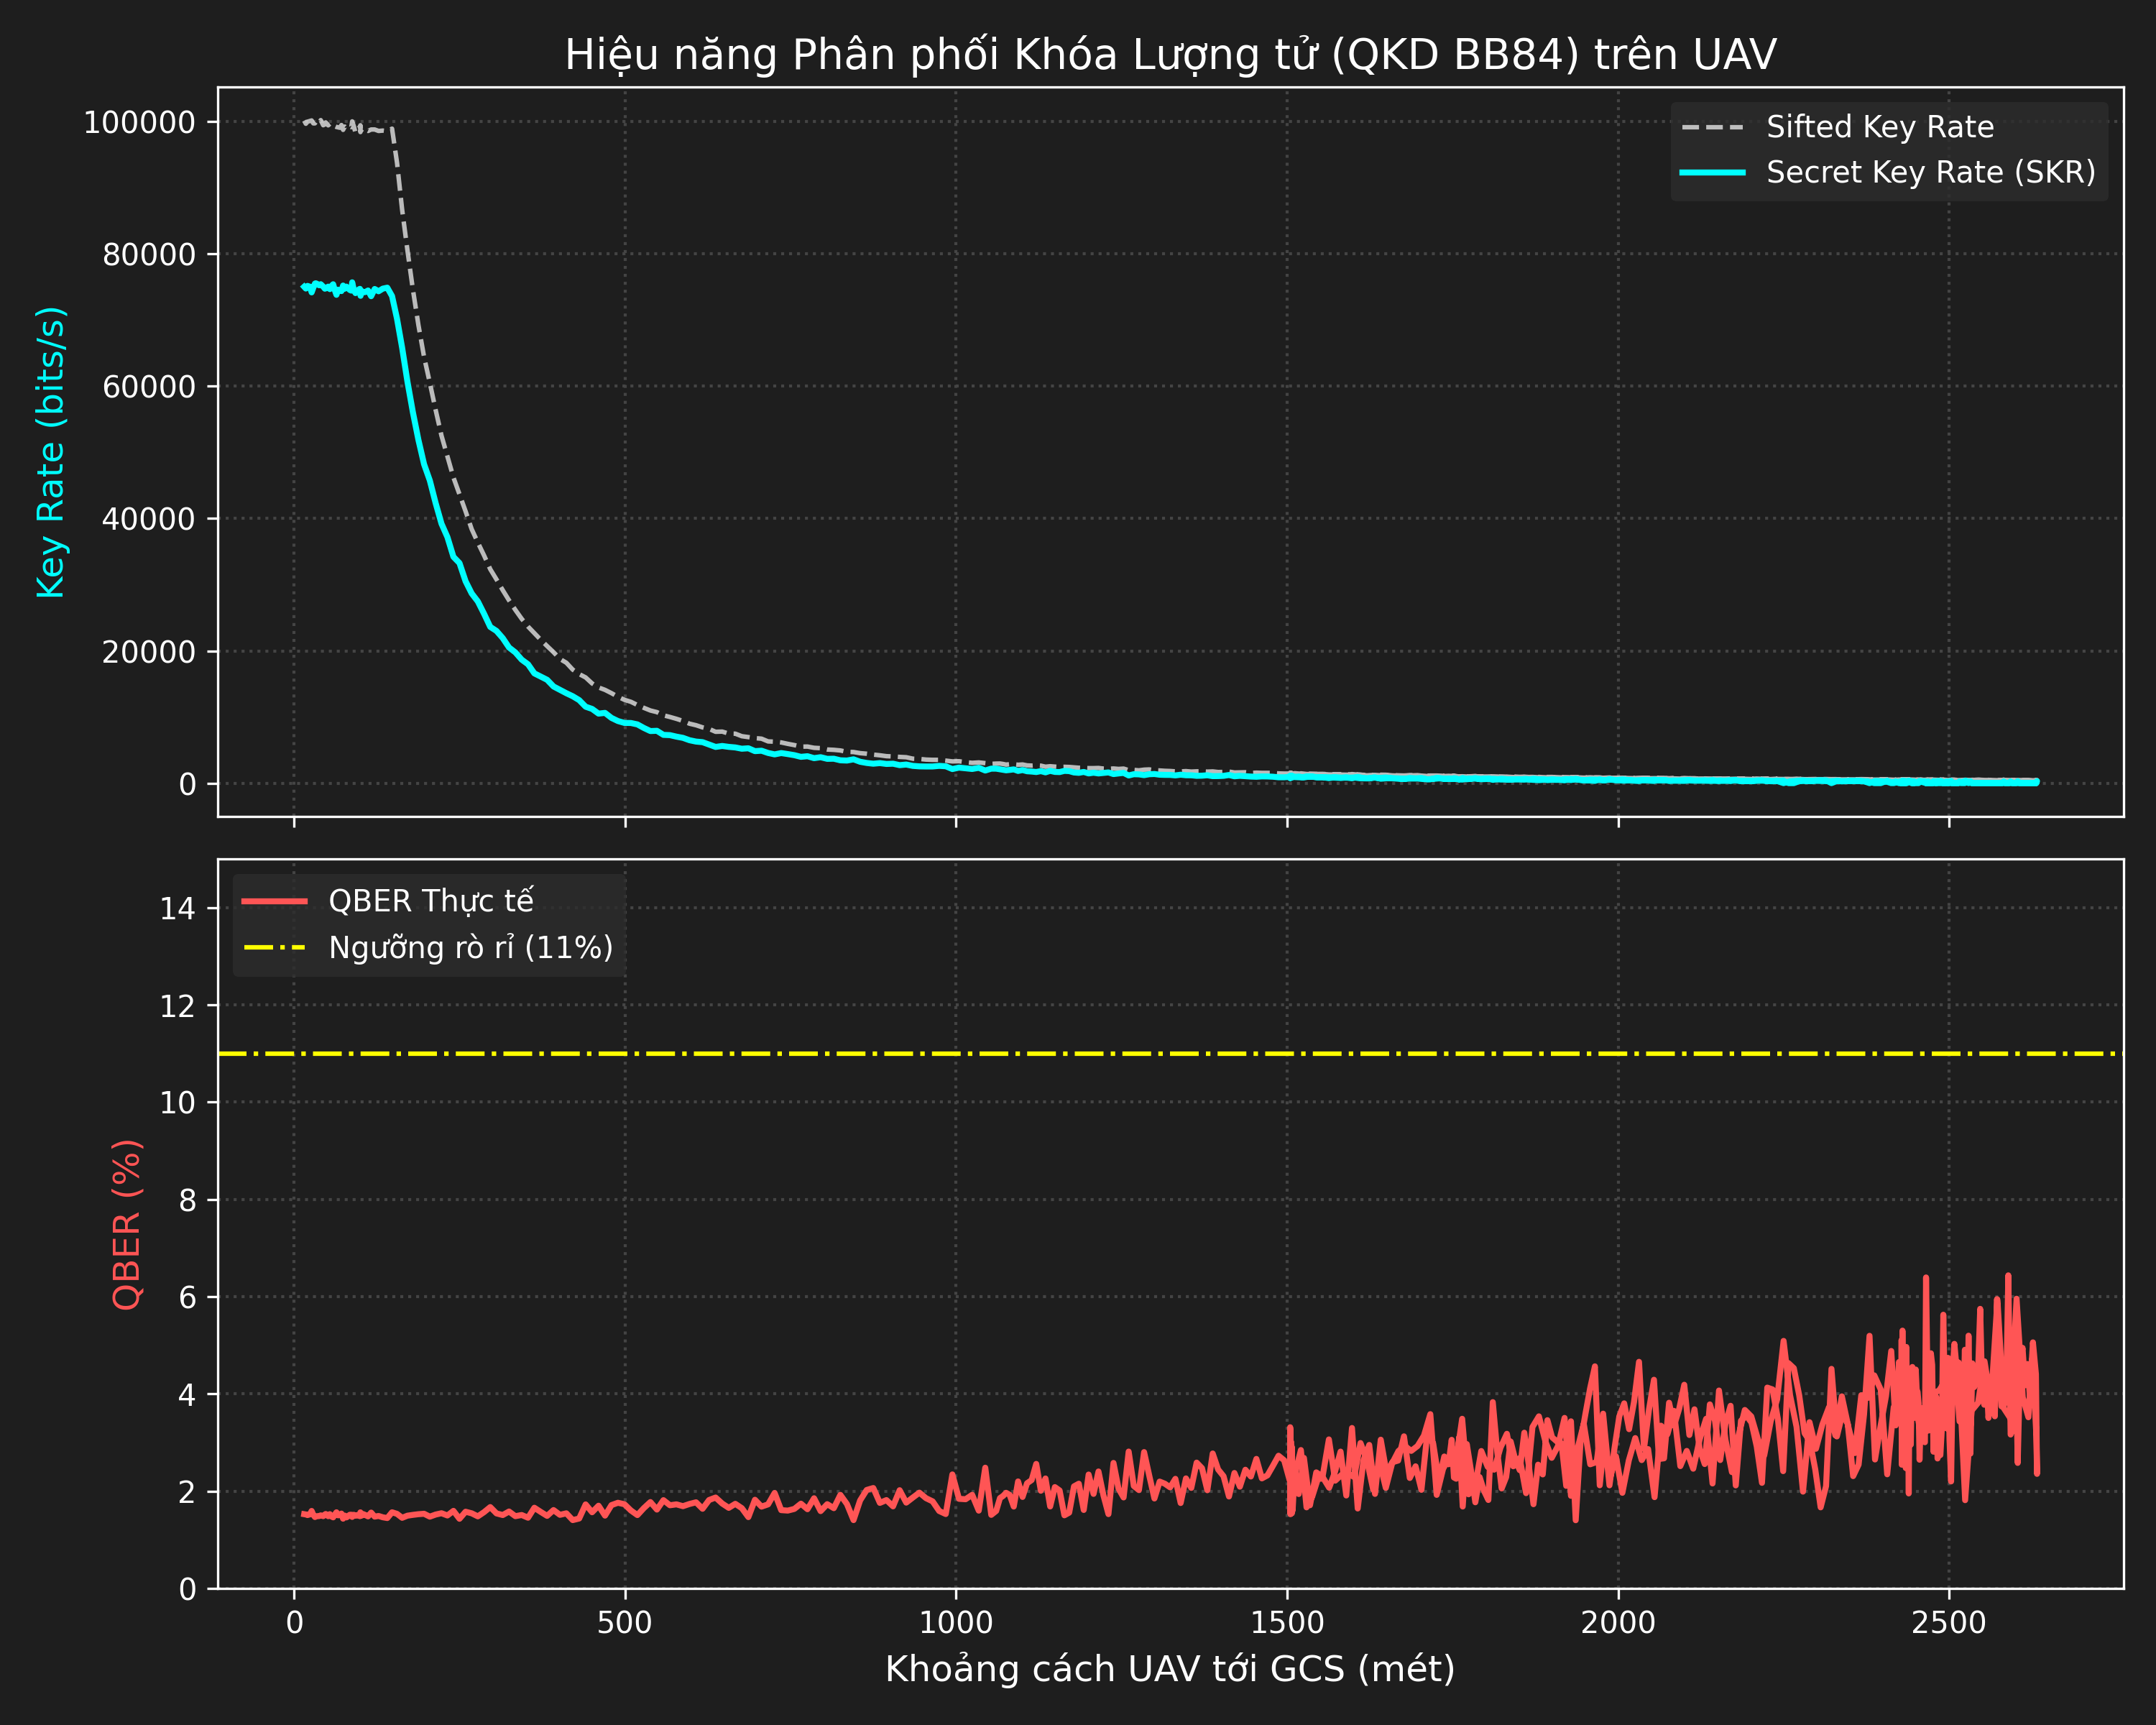 Hiệu năng Phân phối Khóa Lượng tử (QKD BB84) trên UAV
Key Rate (bits/s)
100000
80000
60000
40000
20000
0
Sifted Key Rate
Secret Key Rate (SKR)
QBER (%)
14
12
10
8
6
4
2
0
QBER Thực tế
Ngưỡng rò rỉ (11%)
0 500 1000 1500 2000 2500
Khoảng cách UAV tới GCS (mét)